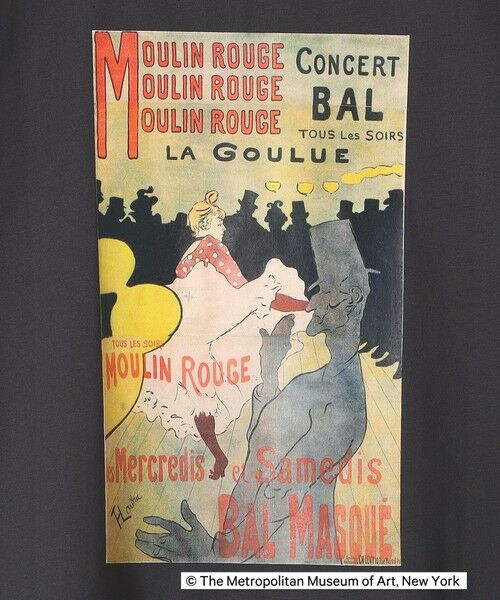 MOULIN ROUGE CONCERT
MOULIN ROUGE BAL
MOULIN ROUGE TOUS LES SOIRS
LA GOULUE
TOUS LES SOIRS
MOULIN ROUGE
les Mercredis et Samedis
BAL MASQUÉ
© The Metropolitan Museum of Art, New York